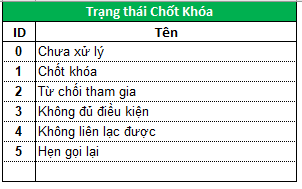 Trạng thái Chốt Khóa
ID Tên
0 Chưa xử lý
1 Chốt khóa
2 Từ chối tham gia
3 Không đủ điều kiện
4 Không liên lạc được
5 Hẹn gọi lại